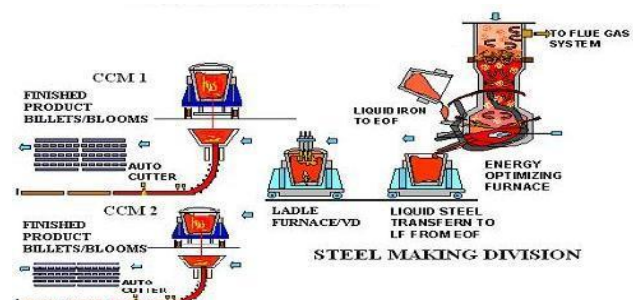 TO FLUE GAS
SYSTEM
CCM 1
FINISHED
PRODUCT
BILLETS/BLOOMS
LIQUID IRON
TO EOF
AUTO
CUTTER
ENERGY
OPTIMIZING
FURNACE
CCM 2
LADLE
FURNACE/VD
LIQUID STEEL
TRANSFERN TO
LF FROM EOF
FINISHED
PRODUCT
BILLETS/BLOOMS
STEEL MAKING DIVISION
AUTO
CUTTER